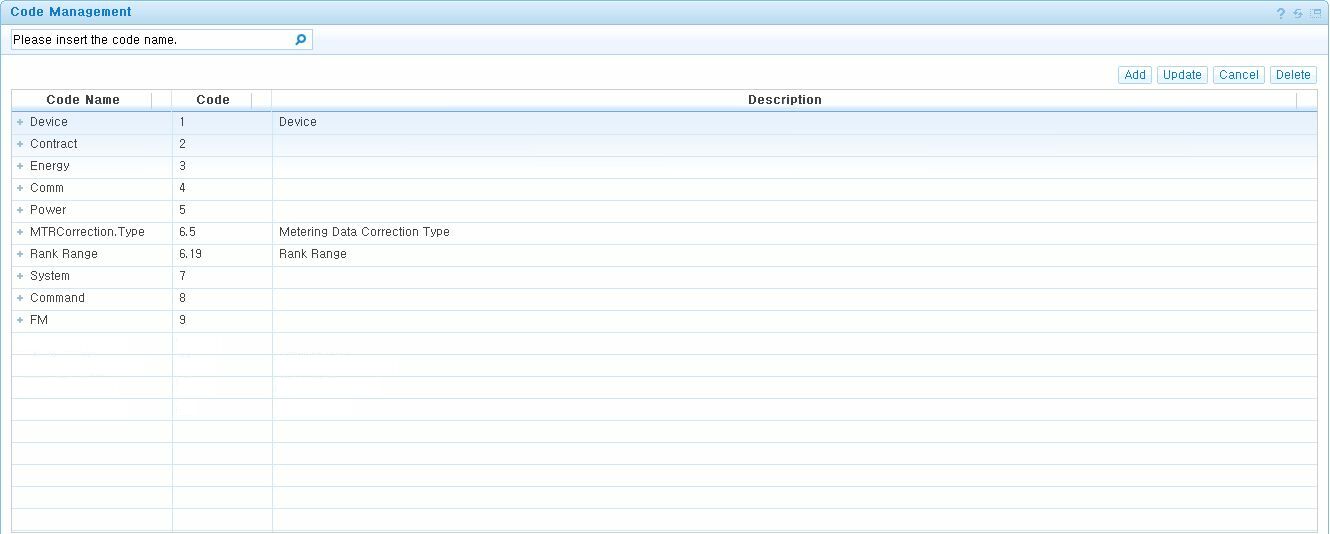 Code Management
?
Please insert the code name.
Add Update Cancel Delete
Code Name Code Description
+ Device 1 Device
+ Contract 2
+ Energy 3
+ Comm 4
+ Power 5
+ MTRCorrection.Type 6.5 Metering Data Correction Type
+ Rank Range 6.19 Rank Range
+ System 7
+ Command 8
+ FM 9